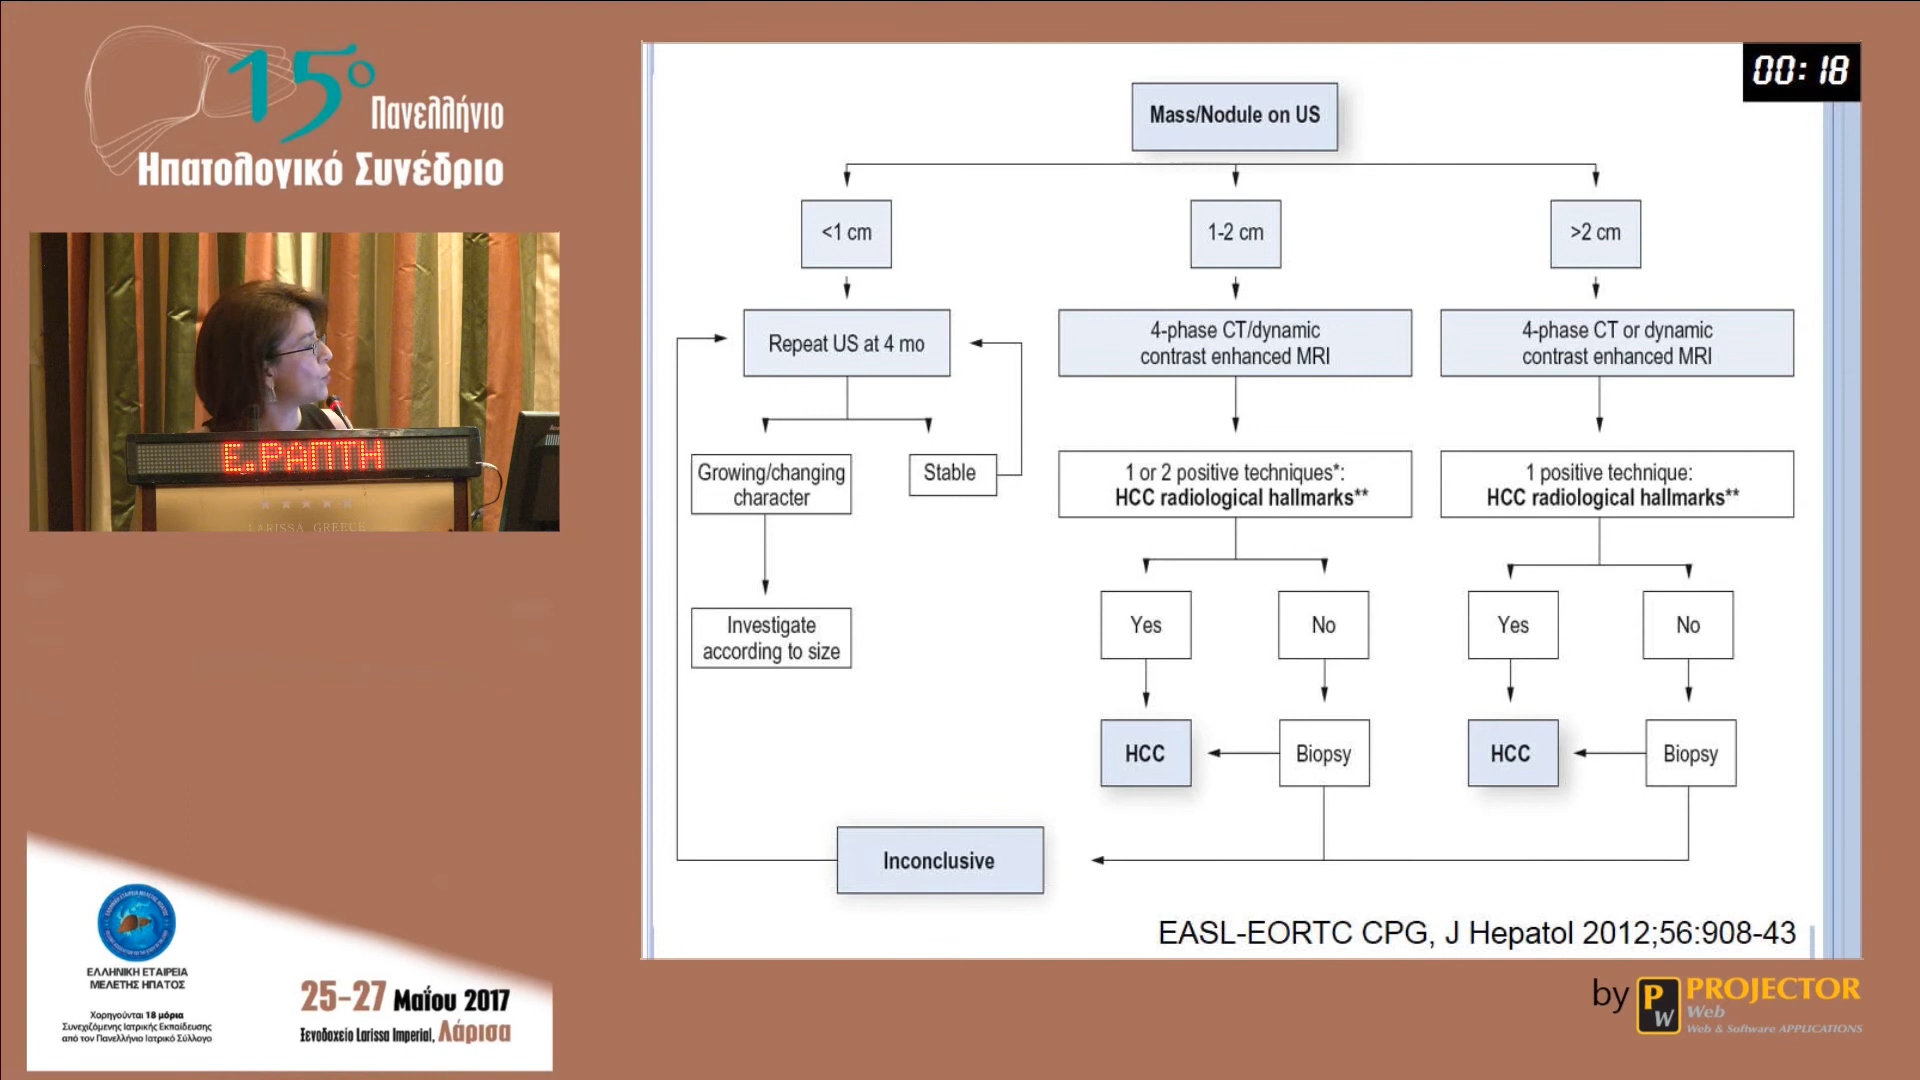 15ο
Πανελλήνιο
Ηπατολογικό Συνέδριο
Ε.ΡΑΠΤΗ
LARISSA GREECE
ΕΛΛΗΝΙΚΗ ΕΤΑΙΡΕΙΑ
ΜΕΛΕΤΗΣ ΗΠΑΤΟΣ
Χορηγούνται 18 μόρια
Συνεχιζόμενης Ιατρικής Εκπαίδευσης
από τον Πανελλήνιο Ιατρικό Σύλλογο
25-27 Μαΐου 2017
Ξενοδοχείο Larissa Imperial, Λάρισα
00:18
Mass/Nodule on US
<1 cm
1-2 cm
>2 cm
Repeat US at 4 mo
4-phase CT/dynamic
contrast enhanced MRI
4-phase CT or dynamic
contrast enhanced MRI
Growing/changing
character
Stable
1 or 2 positive techniques*:
HCC radiological hallmarks**
1 positive technique:
HCC radiological hallmarks**
Investigate
according to size
Yes
No
Yes
No
HCC
Biopsy
HCC
Biopsy
Inconclusive
EASL-EORTC CPG, J Hepatol 2012;56:908-43
by
PW
PROJECTOR
Web
Web & Software APPLICATIONS